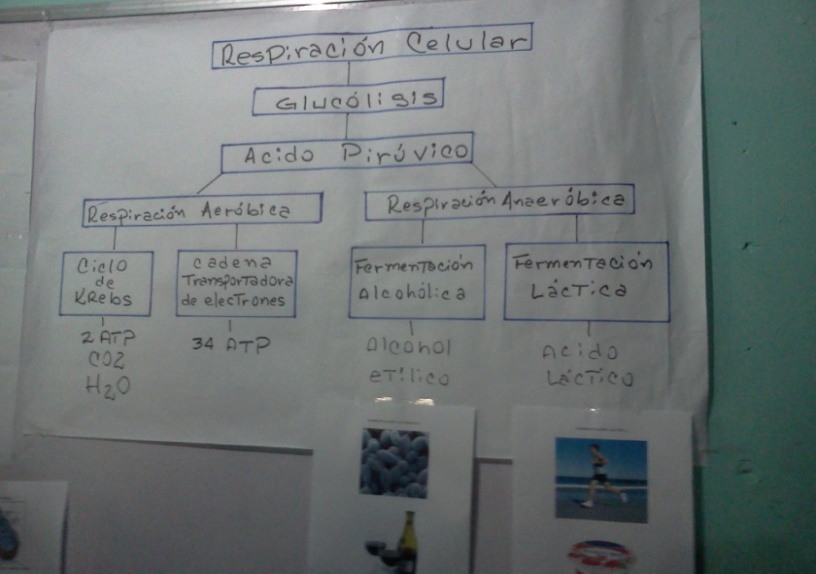 Respiración Celular
Glucólisis
Acido Pirúvico
Respiración Aeróbica
Respiración Anaeróbica
Ciclo
de
Krebs
cadena
Transportadora
de electrones
Fermentación
Alcohólica
Fermentación
Láctica
2 ATP
CO2
H2O
34 ATP
Alcohol
etílico
Acido
Láctico